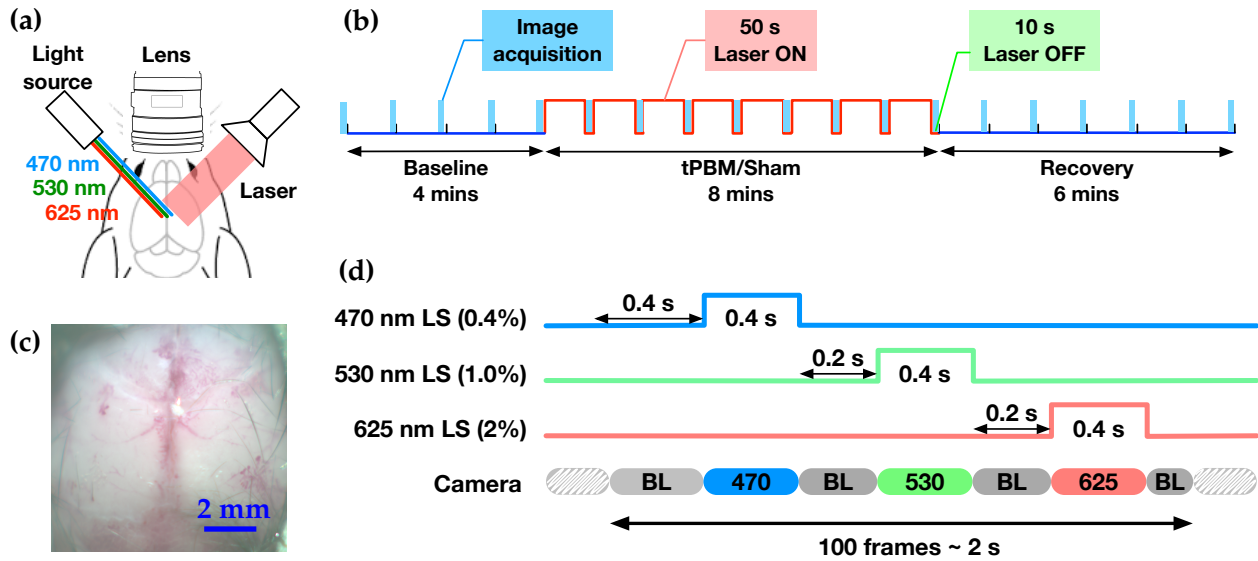 (a)
Light
source
Lens
470 nm
530 nm
625 nm
Laser
(b)
Image
acquisition
50 s
Laser ON
10 s
Laser OFF
Baseline
4 mins
tPBM/Sham
8 mins
Recovery
6 mins
(c)
2 mm
(d)
470 nm LS (0.4%)
0.4 s
0.4 s
530 nm LS (1.0%)
0.2 s
0.4 s
625 nm LS (2%)
0.2 s
0.4 s
Camera
BL
470
BL
530
BL
625
BL
100 frames ~ 2 s